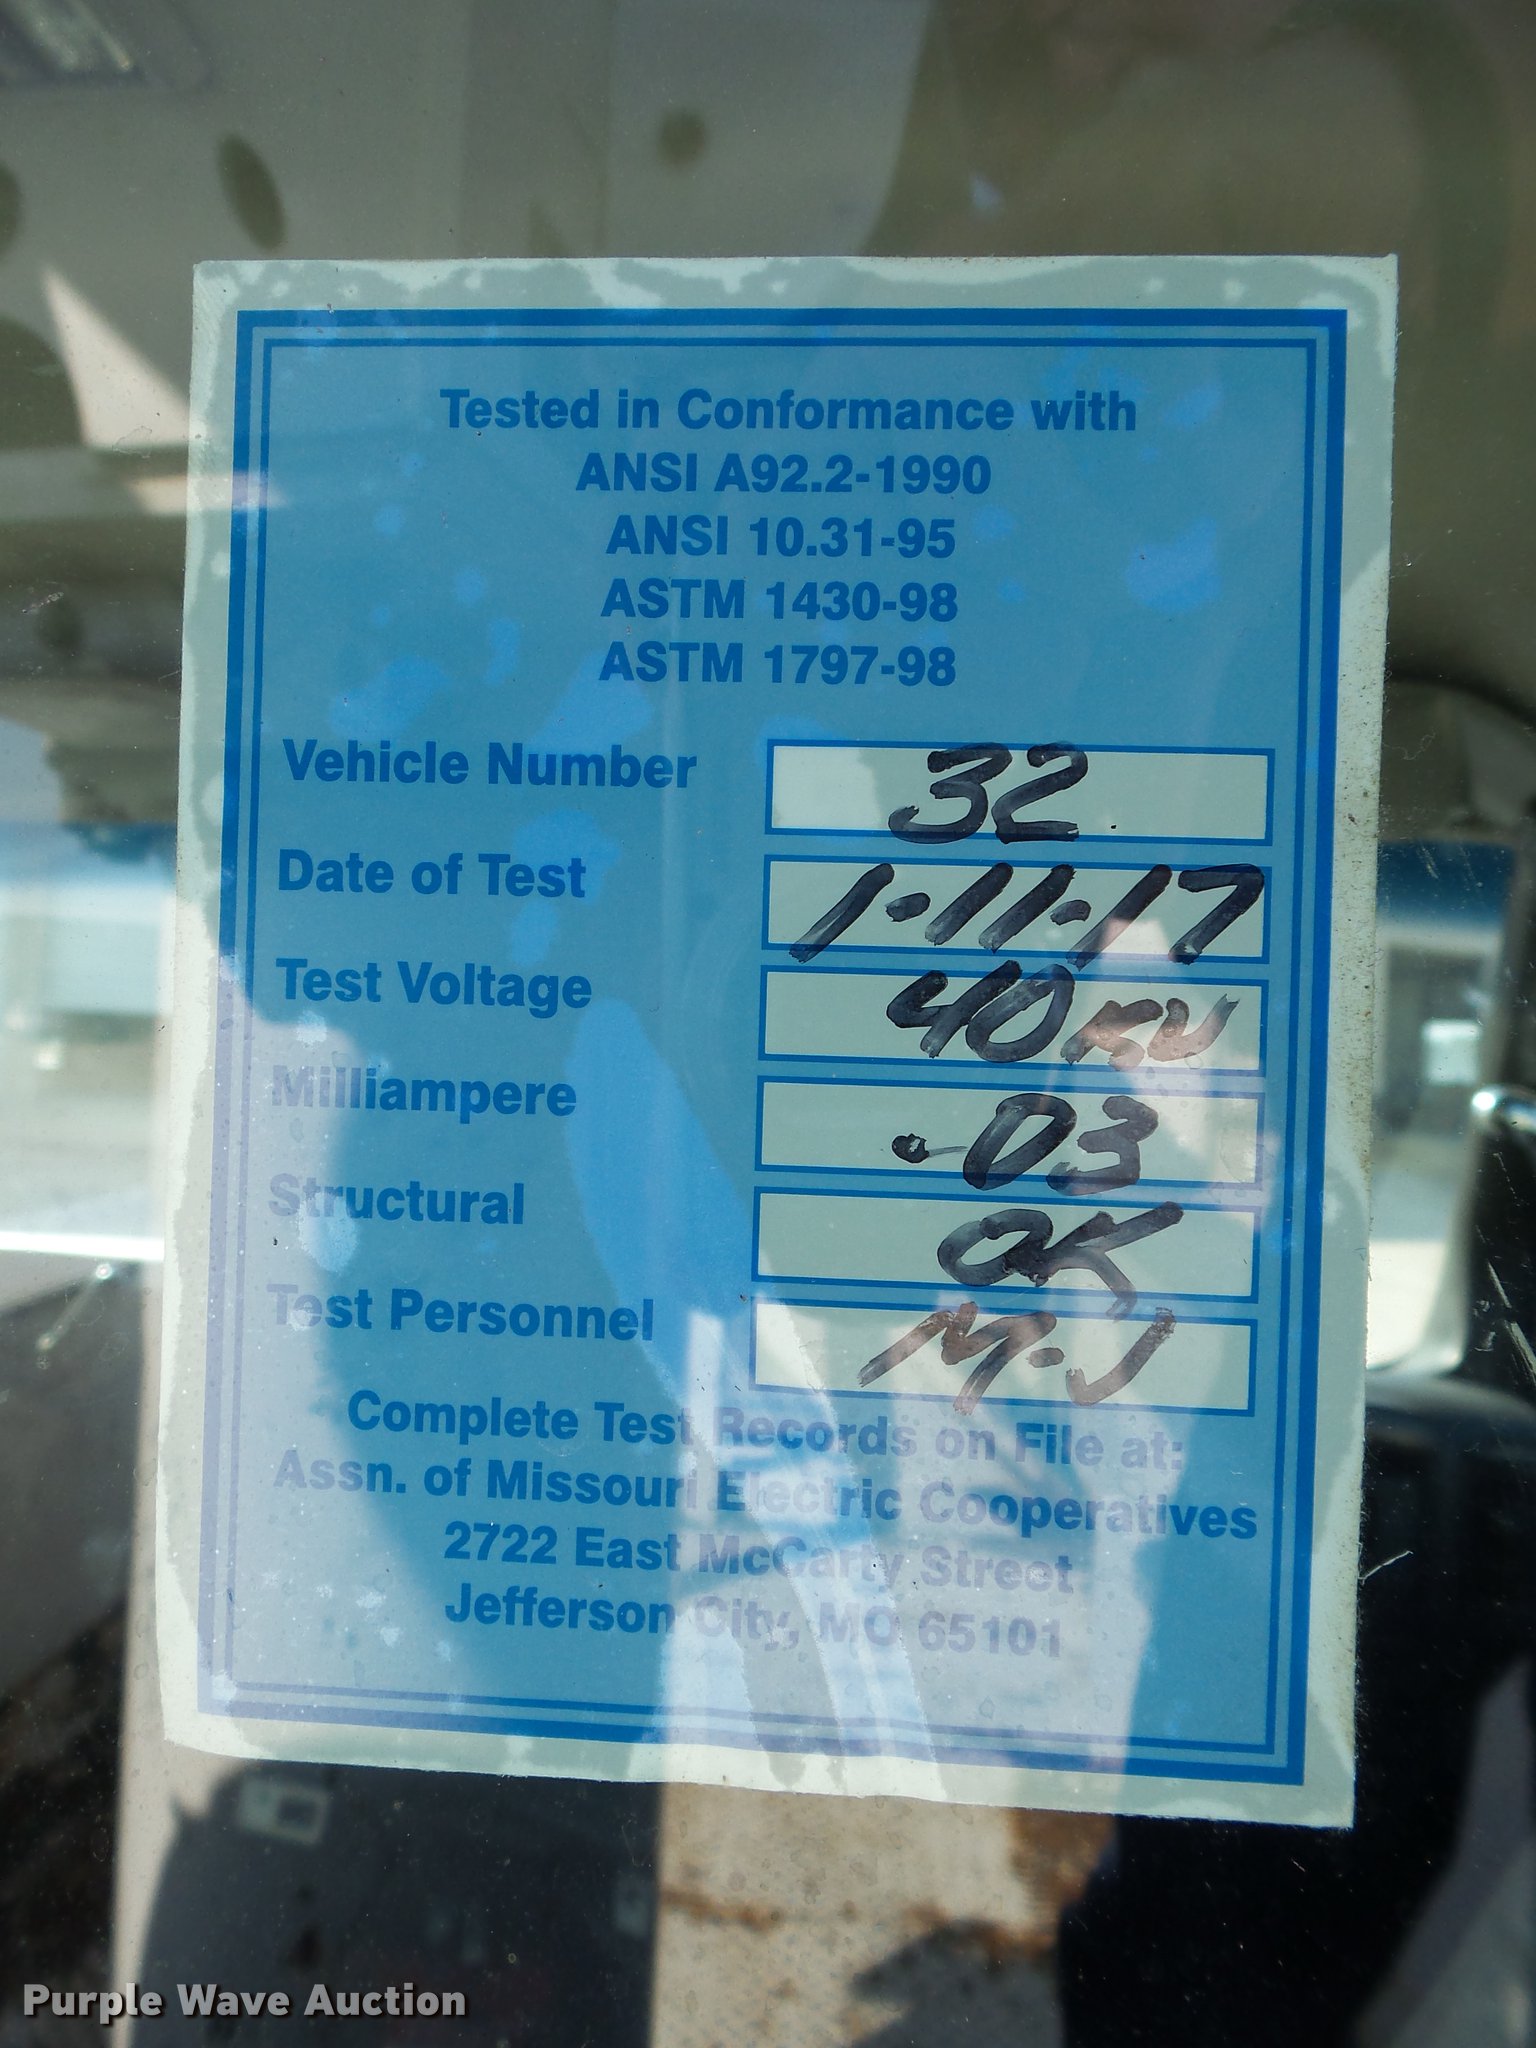 Tested in Conformance with
ANSI A92.2-1990
ANSI 10.31-95
ASTM 1430-98
ASTM 1797-98
Vehicle Number 32
Date of Test 1-11-17
Test Voltage 40KV
Milliampere .03
Structural OK
Test Personnel M.J
Complete Test Records on File at:
Assn. of Missouri Electric Cooperatives
2722 East McCarty Street
Jefferson City, MO 65101
Purple Wave Auction